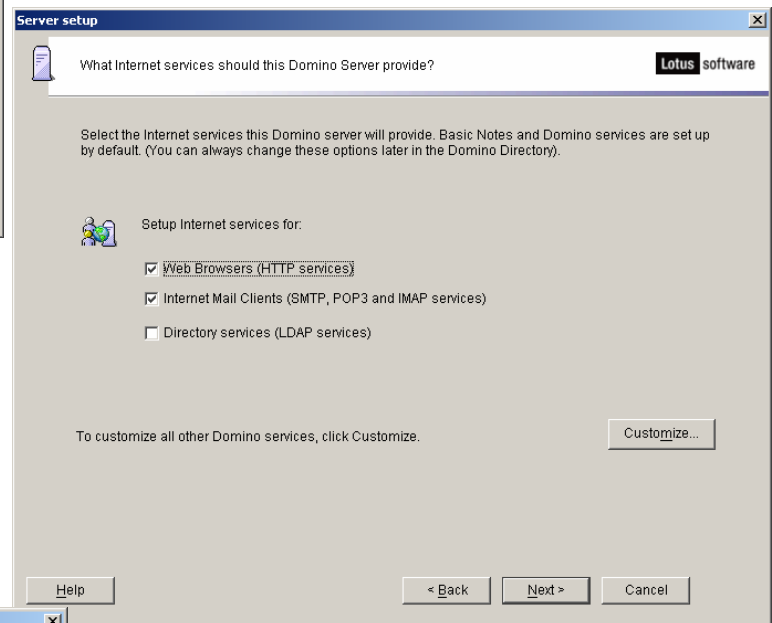 Server setup
What Internet services should this Domino Server provide?
Lotus software
Select the Internet services this Domino server will provide. Basic Notes and Domino services are set up
by default. (You can always change these options later in the Domino Directory).
Setup Internet services for:
Web Browsers (HTTP services)
Internet Mail Clients (SMTP, POP3 and IMAP services)
Directory services (LDAP services)
To customize all other Domino services, click Customize.
Customize...
Help
< Back
Next >
Cancel